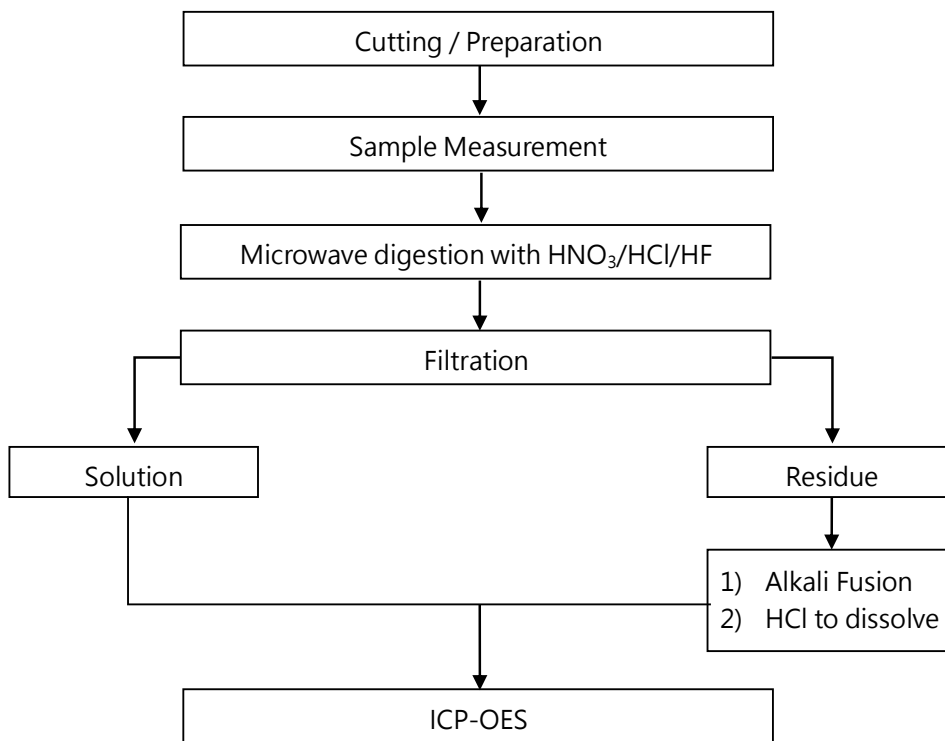 Cutting / Preparation
Sample Measurement
Microwave digestion with HNO₃/HCl/HF
Filtration
Solution
Residue
1) Alkali Fusion
2) HCl to dissolve
ICP-OES